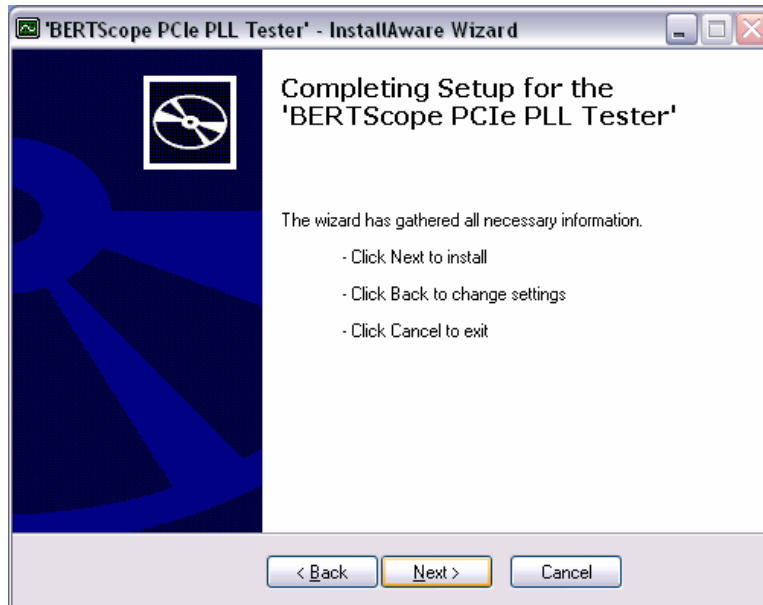 'BERTScope PCIe PLL Tester' - InstallAware Wizard
Completing Setup for the
'BERTScope PCIe PLL Tester'
The wizard has gathered all necessary information.
- Click Next to install
- Click Back to change settings
- Click Cancel to exit
< Back Next > Cancel